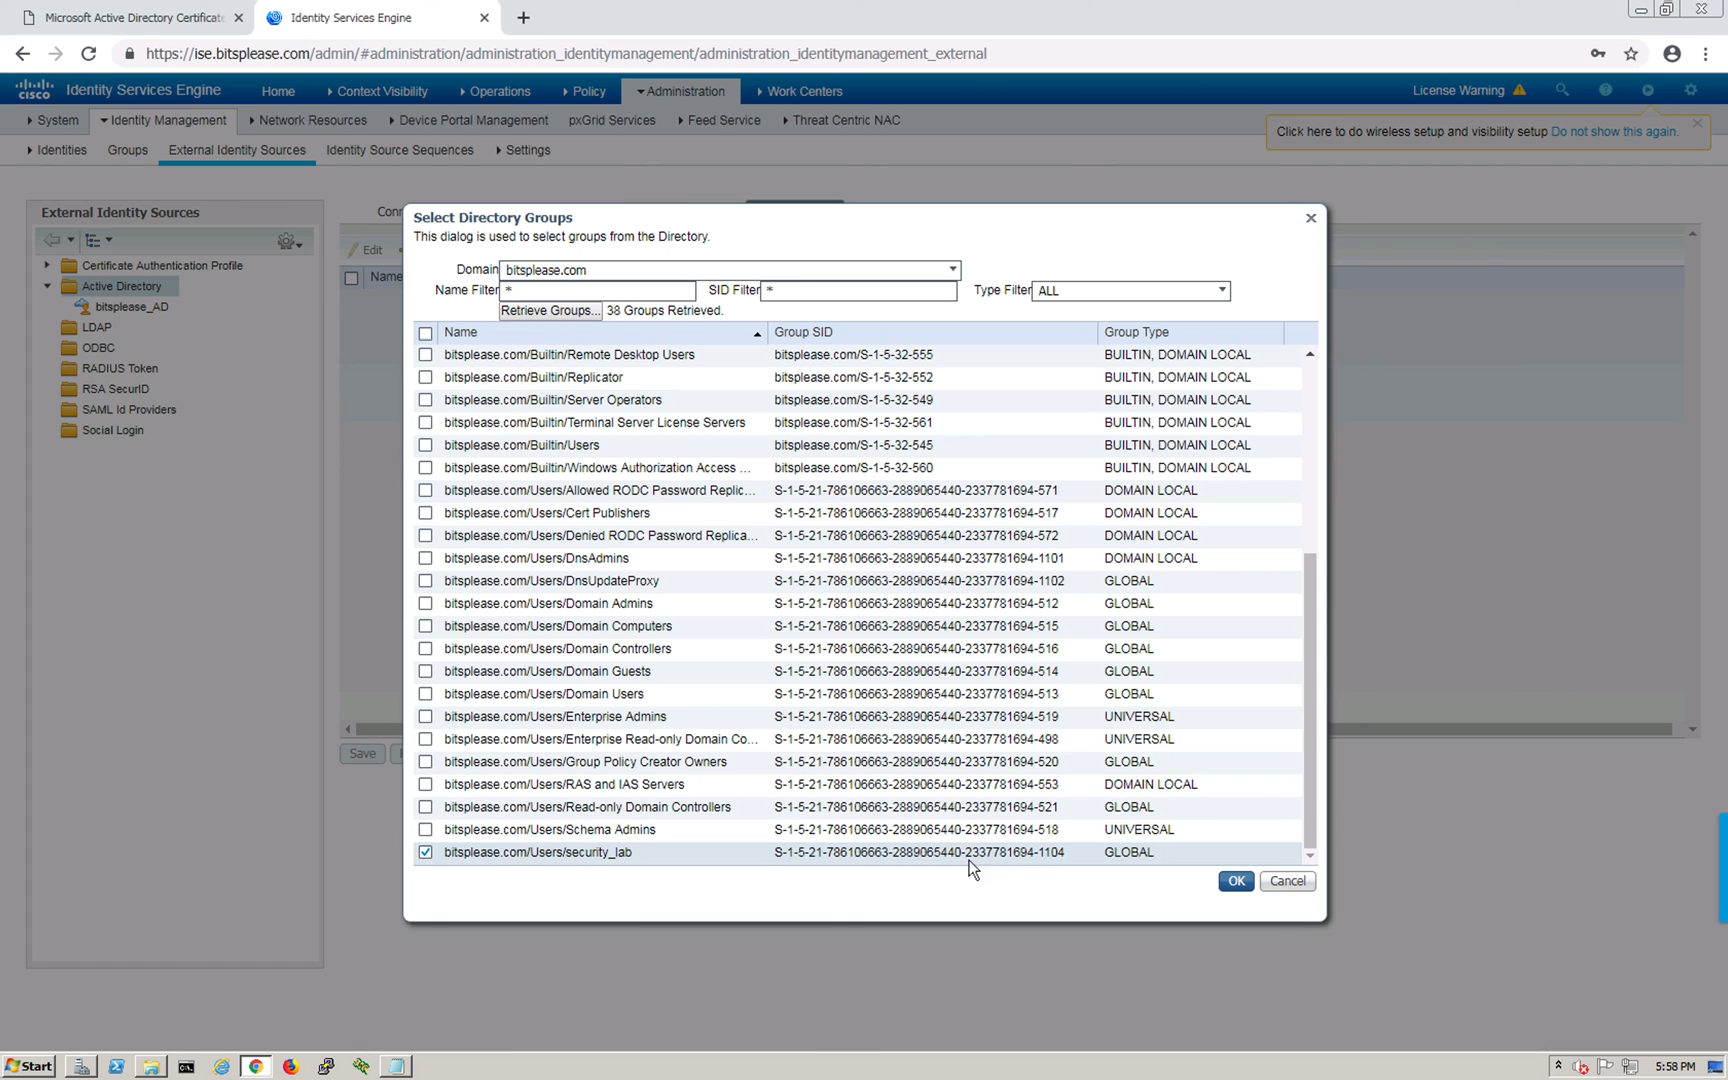 Microsoft Active Directory Certificate
Identity Services Engine
https://ise.bitsplease.com/admin/#administration/administration_identitymanagement/administration_identitymanagement_external
cisco Identity Services Engine Home Context Visibility Operations Policy Administration Work Centers License Warning
System Identity Management Network Resources Device Portal Management pxGrid Services Feed Service Threat Centric NAC
Click here to do wireless setup and visibility setup Do not show this again.
Identities Groups External Identity Sources Identity Source Sequences Settings
External Identity Sources
Certificate Authentication Profile
Active Directory
bitsplease_AD
LDAP
ODBC
RADIUS Token
RSA SecurID
SAML Id Providers
Social Login
Conn
Edit
Name
Save
Select Directory Groups
This dialog is used to select groups from the Directory.
Domain bitsplease.com
Name Filter * SID Filter * Type Filter ALL
Retrieve Groups... 38 Groups Retrieved.
Name Group SID Group Type
bitsplease.com/Builtin/Remote Desktop Users bitsplease.com/S-1-5-32-555 BUILTIN, DOMAIN LOCAL
bitsplease.com/Builtin/Replicator bitsplease.com/S-1-5-32-552 BUILTIN, DOMAIN LOCAL
bitsplease.com/Builtin/Server Operators bitsplease.com/S-1-5-32-549 BUILTIN, DOMAIN LOCAL
bitsplease.com/Builtin/Terminal Server License Servers bitsplease.com/S-1-5-32-561 BUILTIN, DOMAIN LOCAL
bitsplease.com/Builtin/Users bitsplease.com/S-1-5-32-545 BUILTIN, DOMAIN LOCAL
bitsplease.com/Builtin/Windows Authorization Access ... bitsplease.com/S-1-5-32-560 BUILTIN, DOMAIN LOCAL
bitsplease.com/Users/Allowed RODC Password Replic... S-1-5-21-786106663-2889065440-2337781694-571 DOMAIN LOCAL
bitsplease.com/Users/Cert Publishers S-1-5-21-786106663-2889065440-2337781694-517 DOMAIN LOCAL
bitsplease.com/Users/Denied RODC Password Replica... S-1-5-21-786106663-2889065440-2337781694-572 DOMAIN LOCAL
bitsplease.com/Users/DnsAdmins S-1-5-21-786106663-2889065440-2337781694-1101 DOMAIN LOCAL
bitsplease.com/Users/DnsUpdateProxy S-1-5-21-786106663-2889065440-2337781694-1102 GLOBAL
bitsplease.com/Users/Domain Admins S-1-5-21-786106663-2889065440-2337781694-512 GLOBAL
bitsplease.com/Users/Domain Computers S-1-5-21-786106663-2889065440-2337781694-515 GLOBAL
bitsplease.com/Users/Domain Controllers S-1-5-21-786106663-2889065440-2337781694-516 GLOBAL
bitsplease.com/Users/Domain Guests S-1-5-21-786106663-2889065440-2337781694-514 GLOBAL
bitsplease.com/Users/Domain Users S-1-5-21-786106663-2889065440-2337781694-513 GLOBAL
bitsplease.com/Users/Enterprise Admins S-1-5-21-786106663-2889065440-2337781694-519 UNIVERSAL
bitsplease.com/Users/Enterprise Read-only Domain Co... S-1-5-21-786106663-2889065440-2337781694-498 UNIVERSAL
bitsplease.com/Users/Group Policy Creator Owners S-1-5-21-786106663-2889065440-2337781694-520 GLOBAL
bitsplease.com/Users/RAS and IAS Servers S-1-5-21-786106663-2889065440-2337781694-553 DOMAIN LOCAL
bitsplease.com/Users/Read-only Domain Controllers S-1-5-21-786106663-2889065440-2337781694-521 GLOBAL
bitsplease.com/Users/Schema Admins S-1-5-21-786106663-2889065440-2337781694-518 UNIVERSAL
bitsplease.com/Users/security_lab S-1-5-21-786106663-2889065440-2337781694-1104 GLOBAL
OK Cancel
Start 5:58 PM